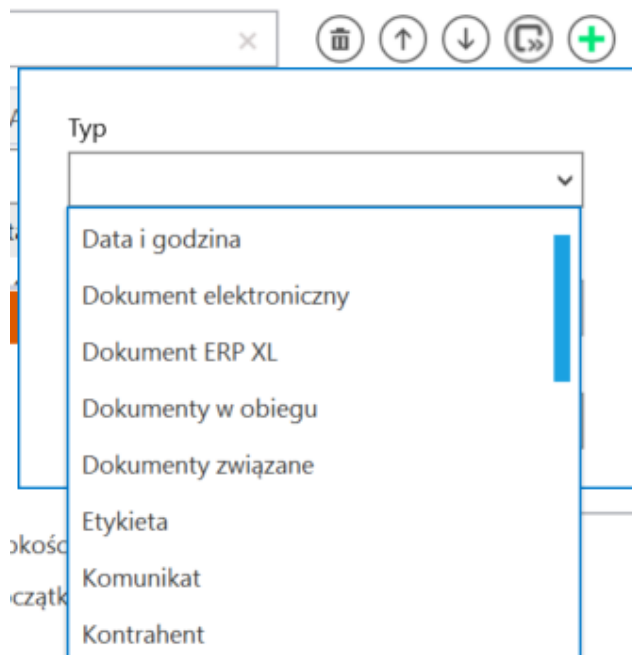 Typ
Data i godzina
Dokument elektroniczny
Dokument ERP XL
Dokumenty w obiegu
Dokumenty związane
Etykieta
Komunikat
Kontrahent